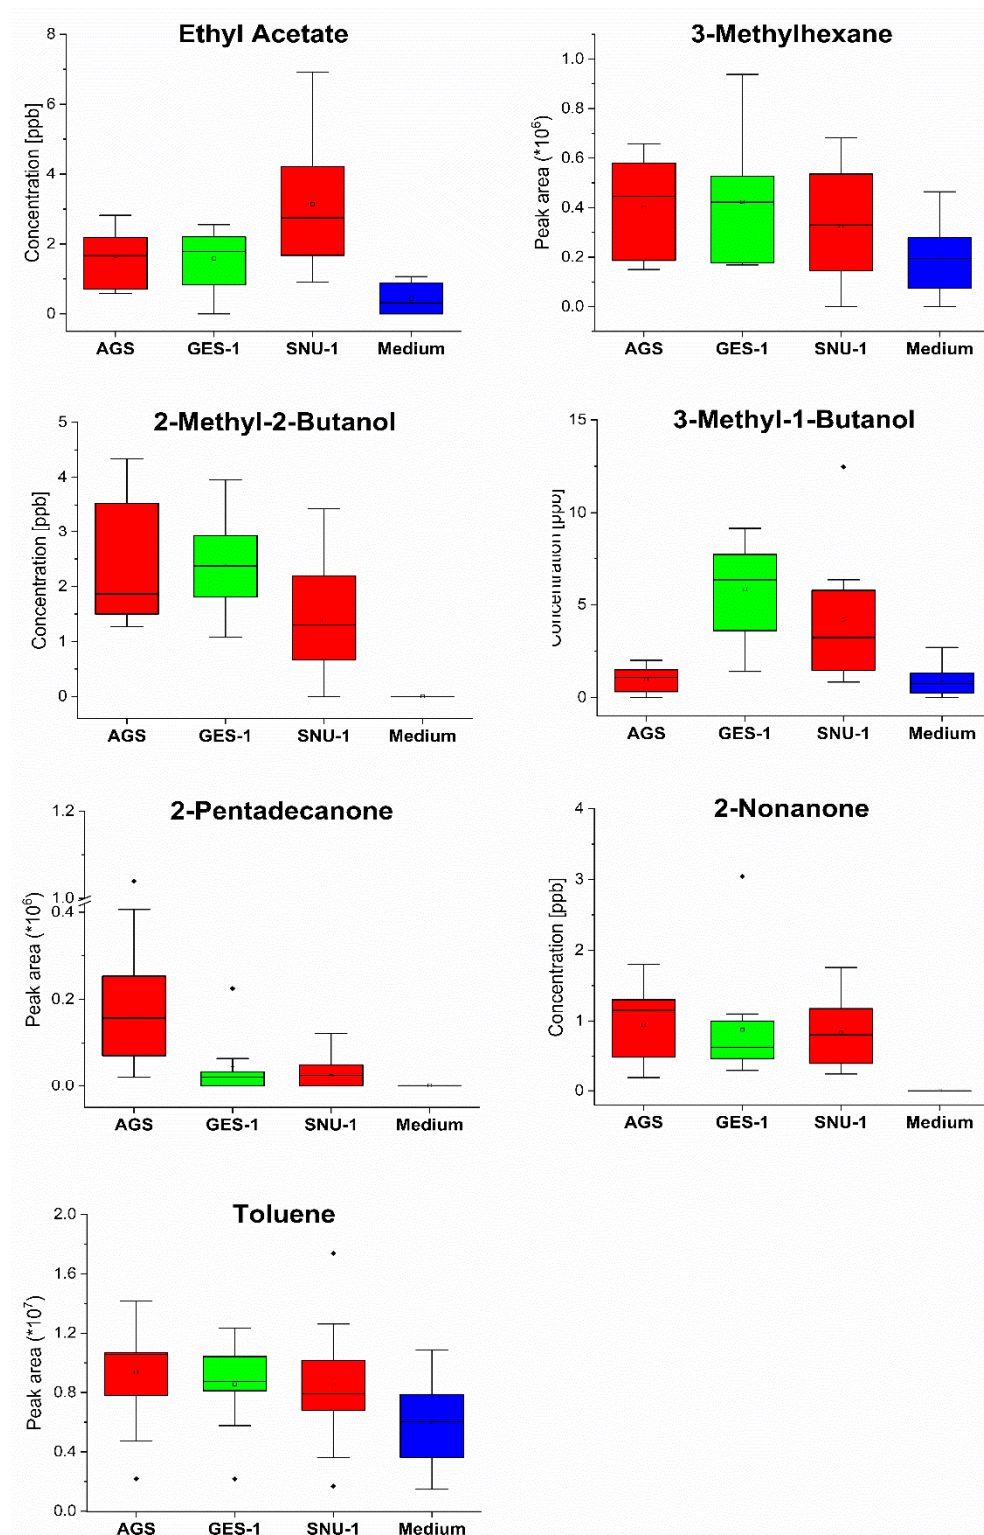 Ethyl Acetate
8
6
4
2
0
Concentration [ppb]
AGS GES-1 SNU-1 Medium
3-Methylhexane
1.0
0.8
0.6
0.4
0.2
0.0
Peak area (*10⁶)
AGS GES-1 SNU-1 Medium
2-Methyl-2-Butanol
5
4
3
2
1
0
Concentration [ppb]
AGS GES-1 SNU-1 Medium
3-Methyl-1-Butanol
15
10
5
0
Concentration [ppb]
AGS GES-1 SNU-1 Medium
2-Pentadecanone
1.2
1.0
0.4
0.2
0.0
Peak area (*10⁶)
AGS GES-1 SNU-1 Medium
2-Nonanone
4
3
2
1
0
Concentration [ppb]
AGS GES-1 SNU-1 Medium
Toluene
2.0
1.6
1.2
0.8
0.4
0.0
Peak area (*10⁷)
AGS GES-1 SNU-1 Medium